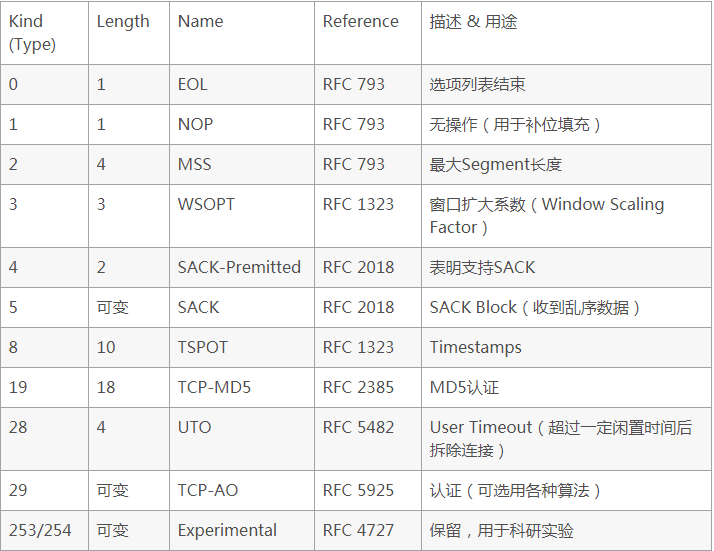 Kind (Type) Length Name Reference 描述 & 用途
0 1 EOL RFC 793 选项列表结束
1 1 NOP RFC 793 无操作（用于补位填充）
2 4 MSS RFC 793 最大Segment长度
3 3 WSOPT RFC 1323 窗口扩大系数（Window Scaling
Factor）
4 2 SACK-Premitted RFC 2018 表明支持SACK
5 可变 SACK RFC 2018 SACK Block（收到乱序数据）
8 10 TSPOT RFC 1323 Timestamps
19 18 TCP-MD5 RFC 2385 MD5认证
28 4 UTO RFC 5482 User Timeout（超过一定闲置时间后
拆除连接）
29 可变 TCP-AO RFC 5925 认证（可选用各种算法）
253/254 可变 Experimental RFC 4727 保留，用于科研实验